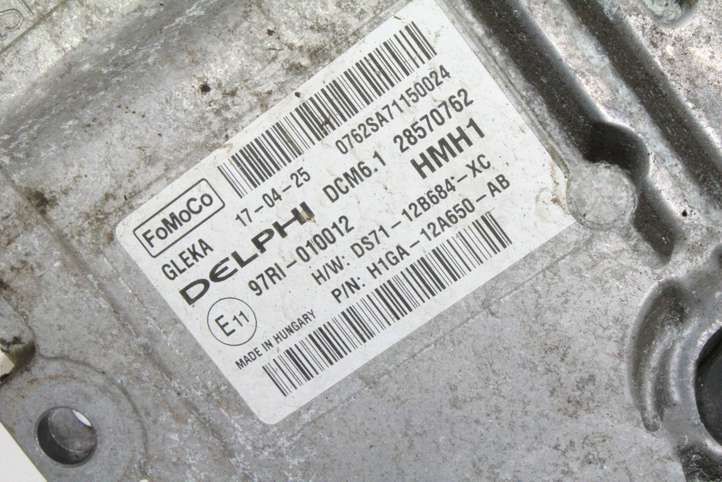 FoMoCo
17-04-25 0762SA71150024
GLEKA
DELPHI DCM6.1 28570762
97RI-010012 HMH1
H/W: DS71-12B684-XC
P/N: H1GA-12A650-AB
E11
MADE IN HUNGARY